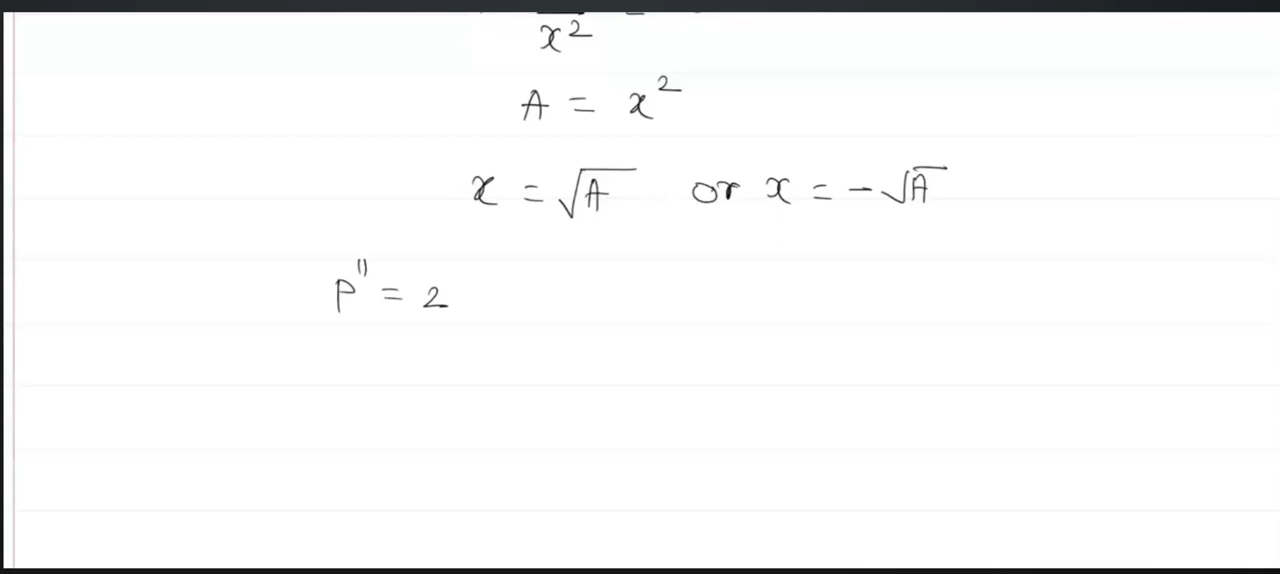 x²
A = x²
x = √A or x = -√A
P'' = 2